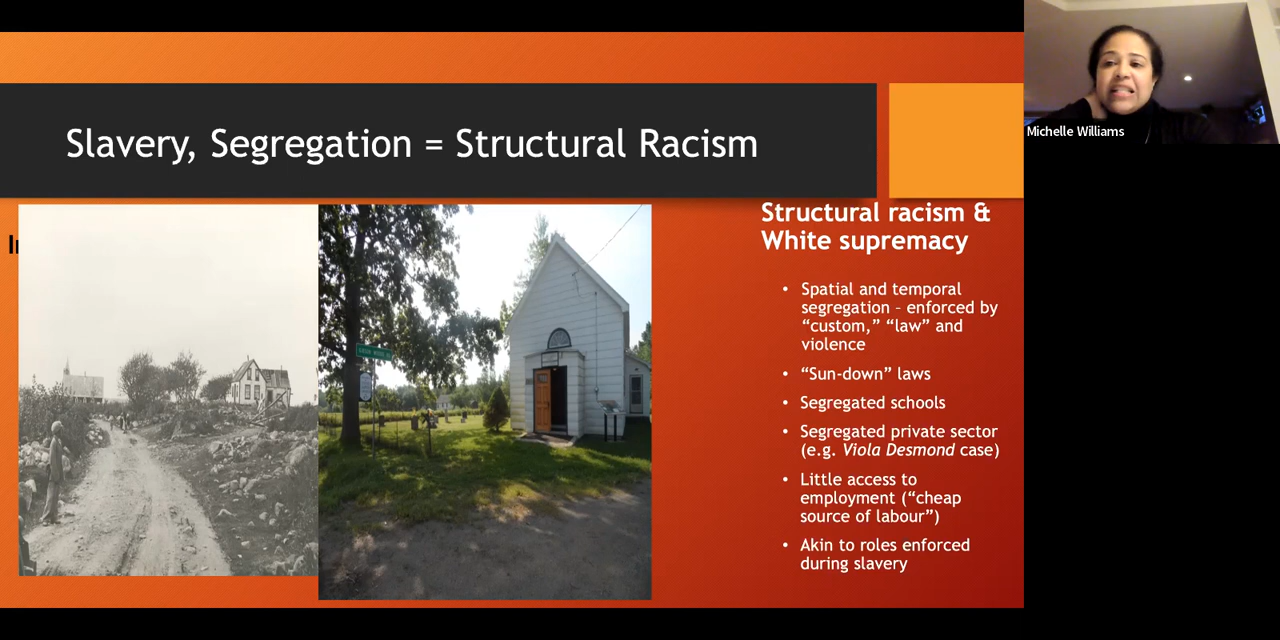 Slavery, Segregation = Structural Racism
Structural racism &
White supremacy
• Spatial and temporal
segregation – enforced by
“custom,” “law” and
violence
• “Sun-down” laws
• Segregated schools
• Segregated private sector
(e.g. Viola Desmond case)
• Little access to
employment (“cheap
source of labour”)
• Akin to roles enforced
during slavery
Michelle Williams